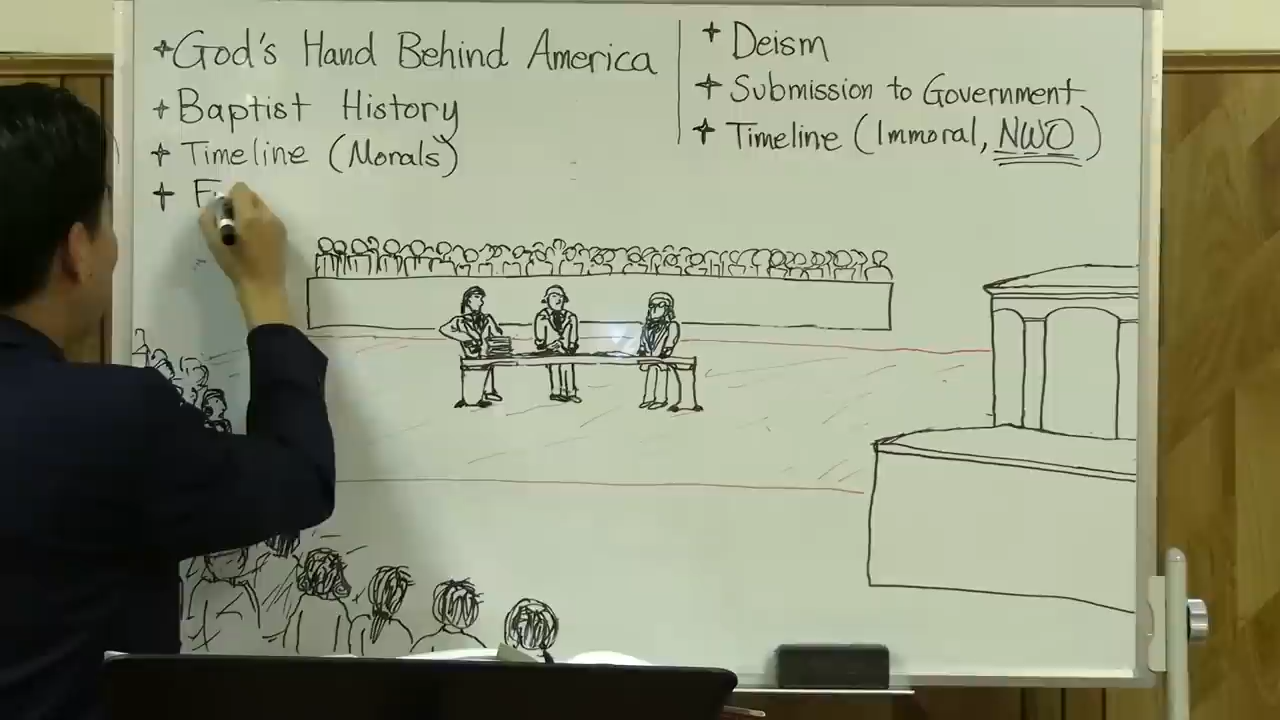 +God's Hand Behind America
+ Baptist History
+ Timeline (Morals)
+ F
+ Deism
+ Submission to Government
+ Timeline (Immoral, NWO)